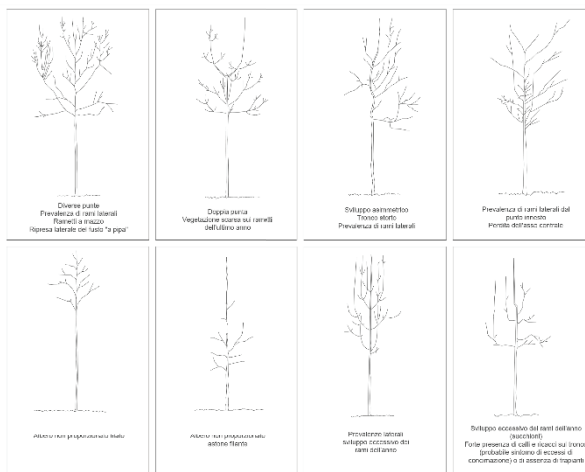 Diverse punte
Prevalenza di rami laterali
Rametti a mazzo
Ripresa laterale del fusto "a pipa"
Doppia punta
Vegetazione scarsa sui rametti
dell'ultimo anno
Sviluppo asimmetrico
Tronco storto
Prevalenza di rami laterali
Prevalenza di rami laterali dal
punto innesto
Perdita dell'asse centrale
Albero non proporzionato filato
Albero non proporzionato
astone filente
Prevalenze laterali
sviluppo eccessivo dei
rami dell'anno
Sviluppo eccessivo dei rami dell'anno
(succhioni)
Forte presenza di calli e ricacci sul tronco
(probabile sintomo di eccessi di
concimazione) o di assenza di trapianti